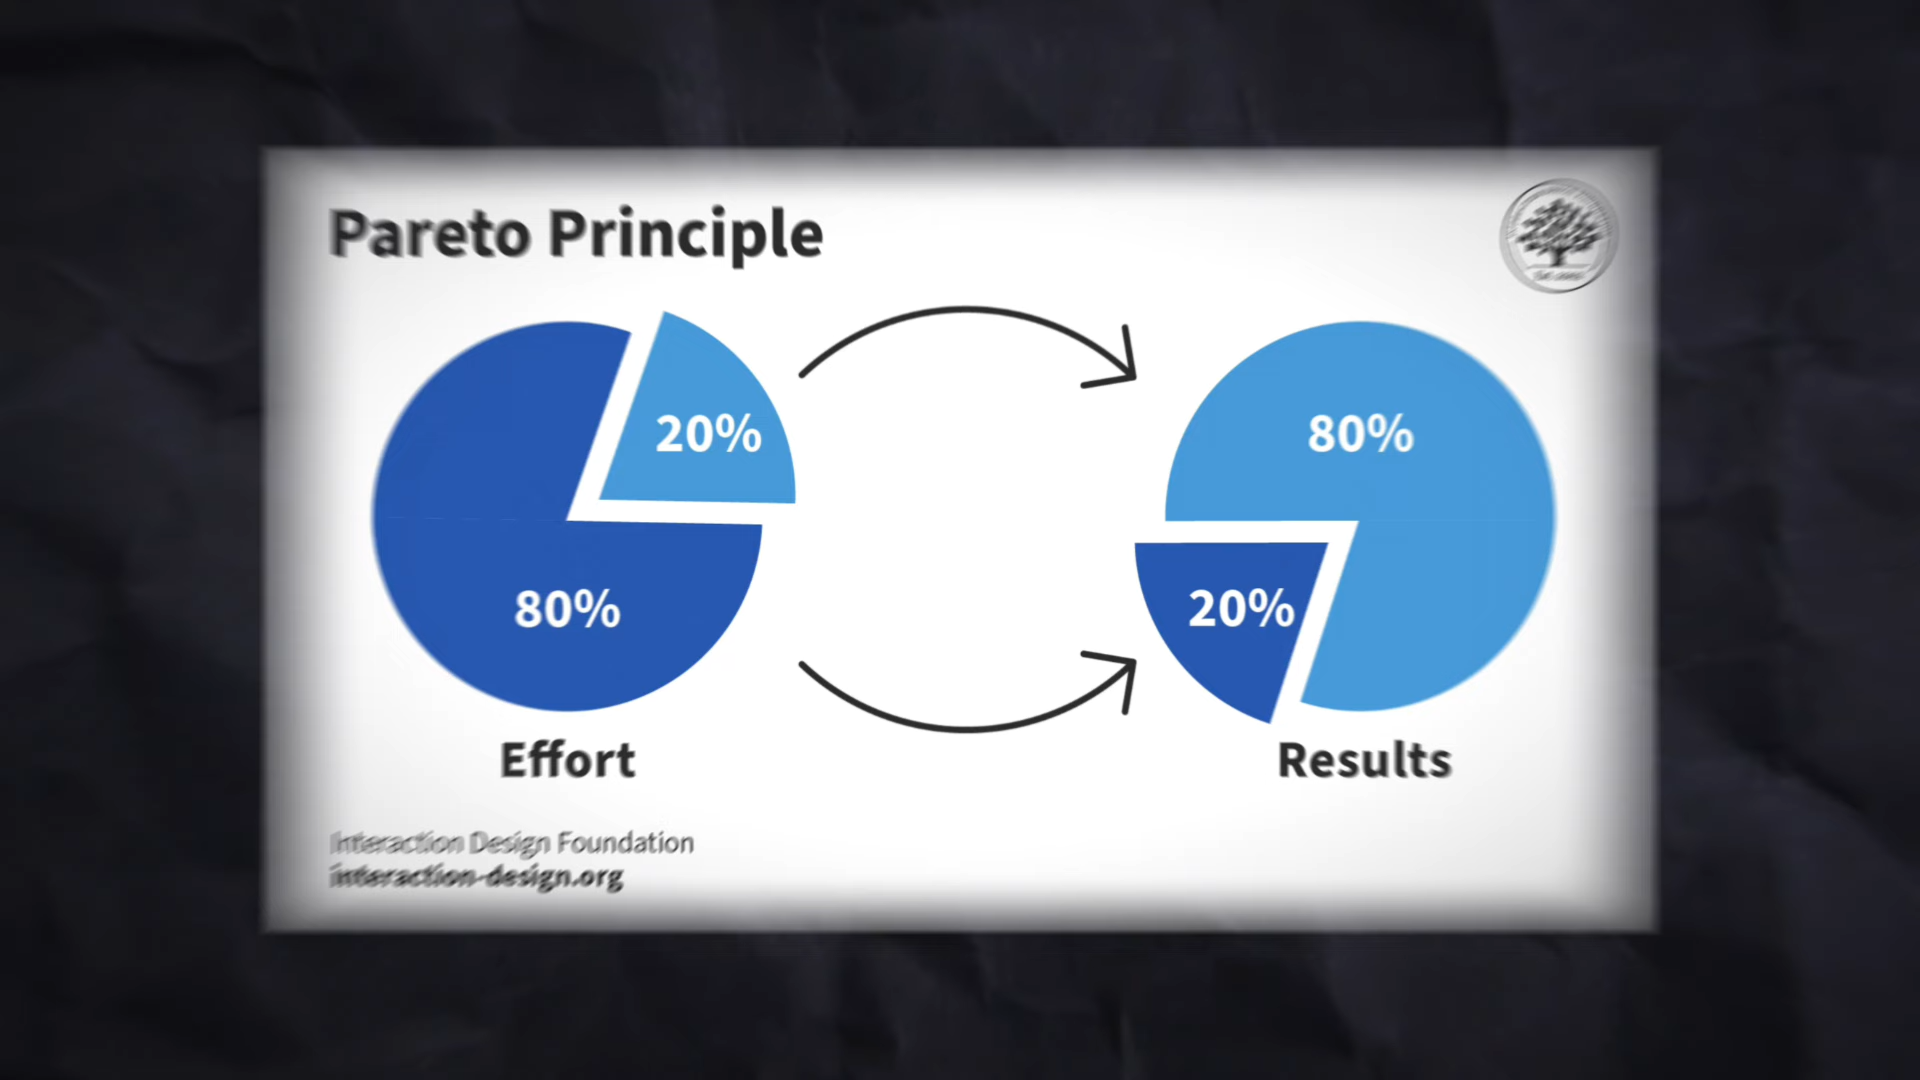 Pareto Principle
20%
80%
80%
20%
Effort
Results
Interaction Design Foundation
interaction-design.org